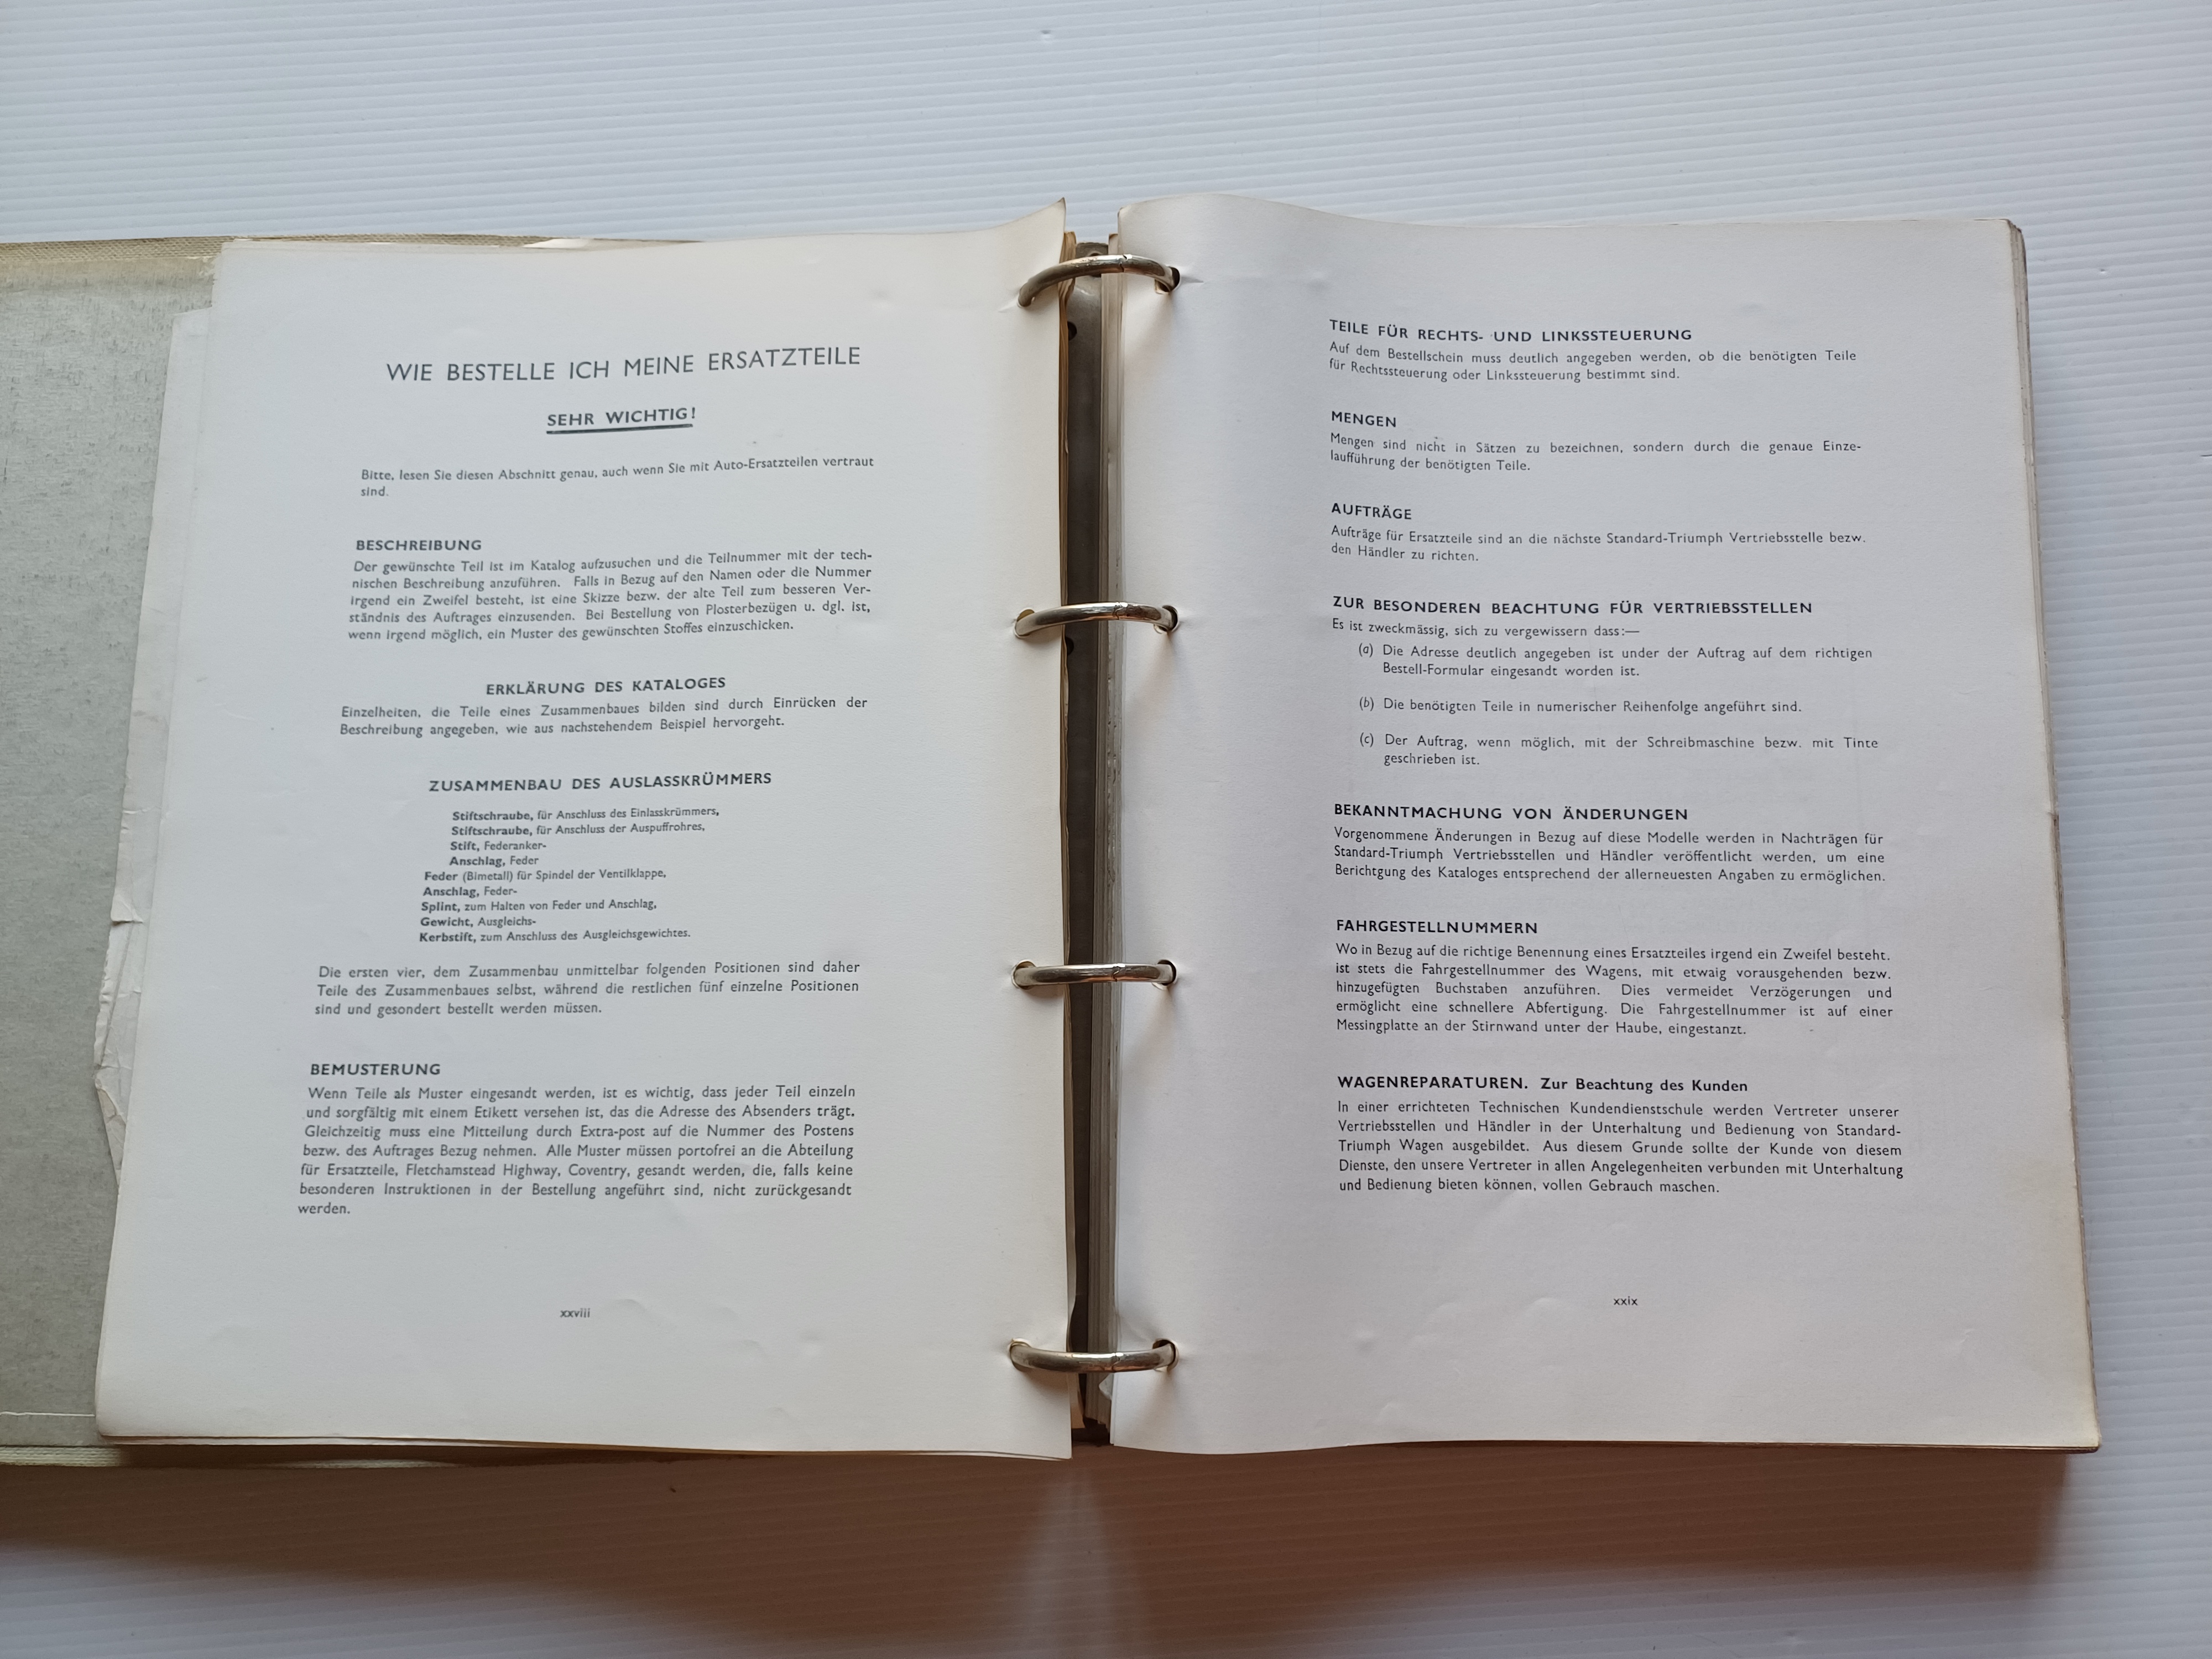 WIE BESTELLE ICH MEINE ERSATZTEILE
SEHR WICHTIG!
Bitte, lesen Sie diesen Abschnitt genau, auch wenn Sie mit Auto-Ersatzteilen vertraut
sind.
BESCHREIBUNG
Der gewünschte Teil ist im Katalog aufzusuchen und die Teilnummer mit der tech-
nischen Beschreibung anzuführen. Falls in Bezug auf den Namen oder die Nummer
irgend ein Zweifel besteht, ist eine Skizze bezw. der alte Teil zum besseren Ver-
ständnis des Auftrages einzusenden. Bei Bestellung von Plosterbezügen u. dgl. ist,
wenn irgend möglich, ein Muster des gewünschten Stoffes einzuschicken.
ERKLÄRUNG DES KATALOGES
Einzelheiten, die Teile eines Zusammenbaues bilden sind durch Einrücken der
Beschreibung angegeben, wie aus nachstehendem Beispiel hervorgeht.
ZUSAMMENBAU DES AUSLASSKRÜMMERS
Stiftschraube, für Anschluss des Einlasskrümmers,
Stiftschraube, für Anschluss der Auspuffrohres,
Stift, Federanker-
Anschlag, Feder
Feder (Bimetall) für Spindel der Ventilklappe,
Anschlag, Feder-
Splint, zum Halten von Feder und Anschlag,
Gewicht, Ausgleichs-
Kerbstift, zum Anschluss des Ausgleichsgewichtes.
Die ersten vier, dem Zusammenbau unmittelbar folgenden Positionen sind daher
Teile des Zusammenbaues selbst, während die restlichen fünf einzelne Positionen
sind und gesondert bestellt werden müssen.
BEMUSTERUNG
Wenn Teile als Muster eingesandt werden, ist es wichtig, dass jeder Teil einzeln
und sorgfältig mit einem Etikett versehen ist, das die Adresse des Absenders trägt.
Gleichzeitig muss eine Mitteilung durch Extra-post auf die Nummer des Postens
bezw. des Auftrages Bezug nehmen. Alle Muster müssen portofrei an die Abteilung
für Ersatzteile, Fletchamstead Highway, Coventry, gesandt werden, die, falls keine
besonderen Instruktionen in der Bestellung angeführt sind, nicht zurückgesandt
werden.
xxviii
TEILE FÜR RECHTS- UND LINKSSTEUERUNG
Auf dem Bestellschein muss deutlich angegeben werden, ob die benötigten Teile
für Rechtssteuerung oder Linkssteuerung bestimmt sind.
MENGEN
Mengen sind nicht in Sätzen zu bezeichnen, sondern durch die genaue Einze-
laufführung der benötigten Teile.
AUFTRÄGE
Aufträge für Ersatzteile sind an die nächste Standard-Triumph Vertriebsstelle bezw.
den Händler zu richten.
ZUR BESONDEREN BEACHTUNG FÜR VERTRIEBSSTELLEN
Es ist zweckmässig, sich zu vergewissern dass:—
(a) Die Adresse deutlich angegeben ist under der Auftrag auf dem richtigen
Bestell-Formular eingesandt worden ist.
(b) Die benötigten Teile in numerischer Reihenfolge angeführt sind.
(c) Der Auftrag, wenn möglich, mit der Schreibmaschine bezw. mit Tinte
geschrieben ist.
BEKANNTMACHUNG VON ÄNDERUNGEN
Vorgenommene Änderungen in Bezug auf diese Modelle werden in Nachträgen für
Standard-Triumph Vertriebsstellen und Händler veröffentlicht werden, um eine
Berichtgung des Kataloges entsprechend der allerneuesten Angaben zu ermöglichen.
FAHRGESTELLNUMMERN
Wo in Bezug auf die richtige Benennung eines Ersatzteiles irgend ein Zweifel besteht.
ist stets die Fahrgestellnummer des Wagens, mit etwaig vorausgehenden bezw.
hinzugefügten Buchstaben anzuführen. Dies vermeidet Verzögerungen und
ermöglicht eine schnellere Abfertigung. Die Fahrgestellnummer ist auf einer
Messingplatte an der Stirnwand unter der Haube, eingestanzt.
WAGENREPARATUREN. Zur Beachtung des Kunden
In einer errichteten Technischen Kundendienstschule werden Vertreter unserer
Vertriebsstellen und Händler in der Unterhaltung und Bedienung von Standard-
Triumph Wagen ausgebildet. Aus diesem Grunde sollte der Kunde von diesem
Dienste, den unsere Vertreter in allen Angelegenheiten verbunden mit Unterhaltung
und Bedienung bieten können, vollen Gebrauch maschen.
xxix